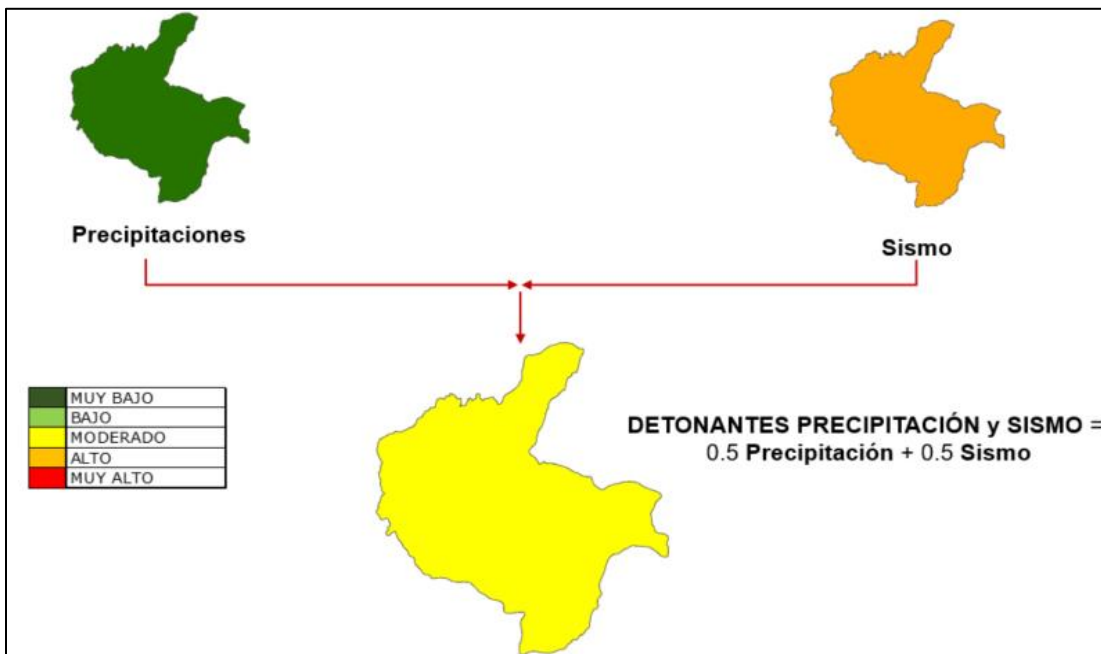 Precipitaciones
Sismo
MUY BAJO
BAJO
MODERADO
ALTO
MUY ALTO
DETONANTES PRECIPITACIÓN y SISMO =
0.5 Precipitación + 0.5 Sismo